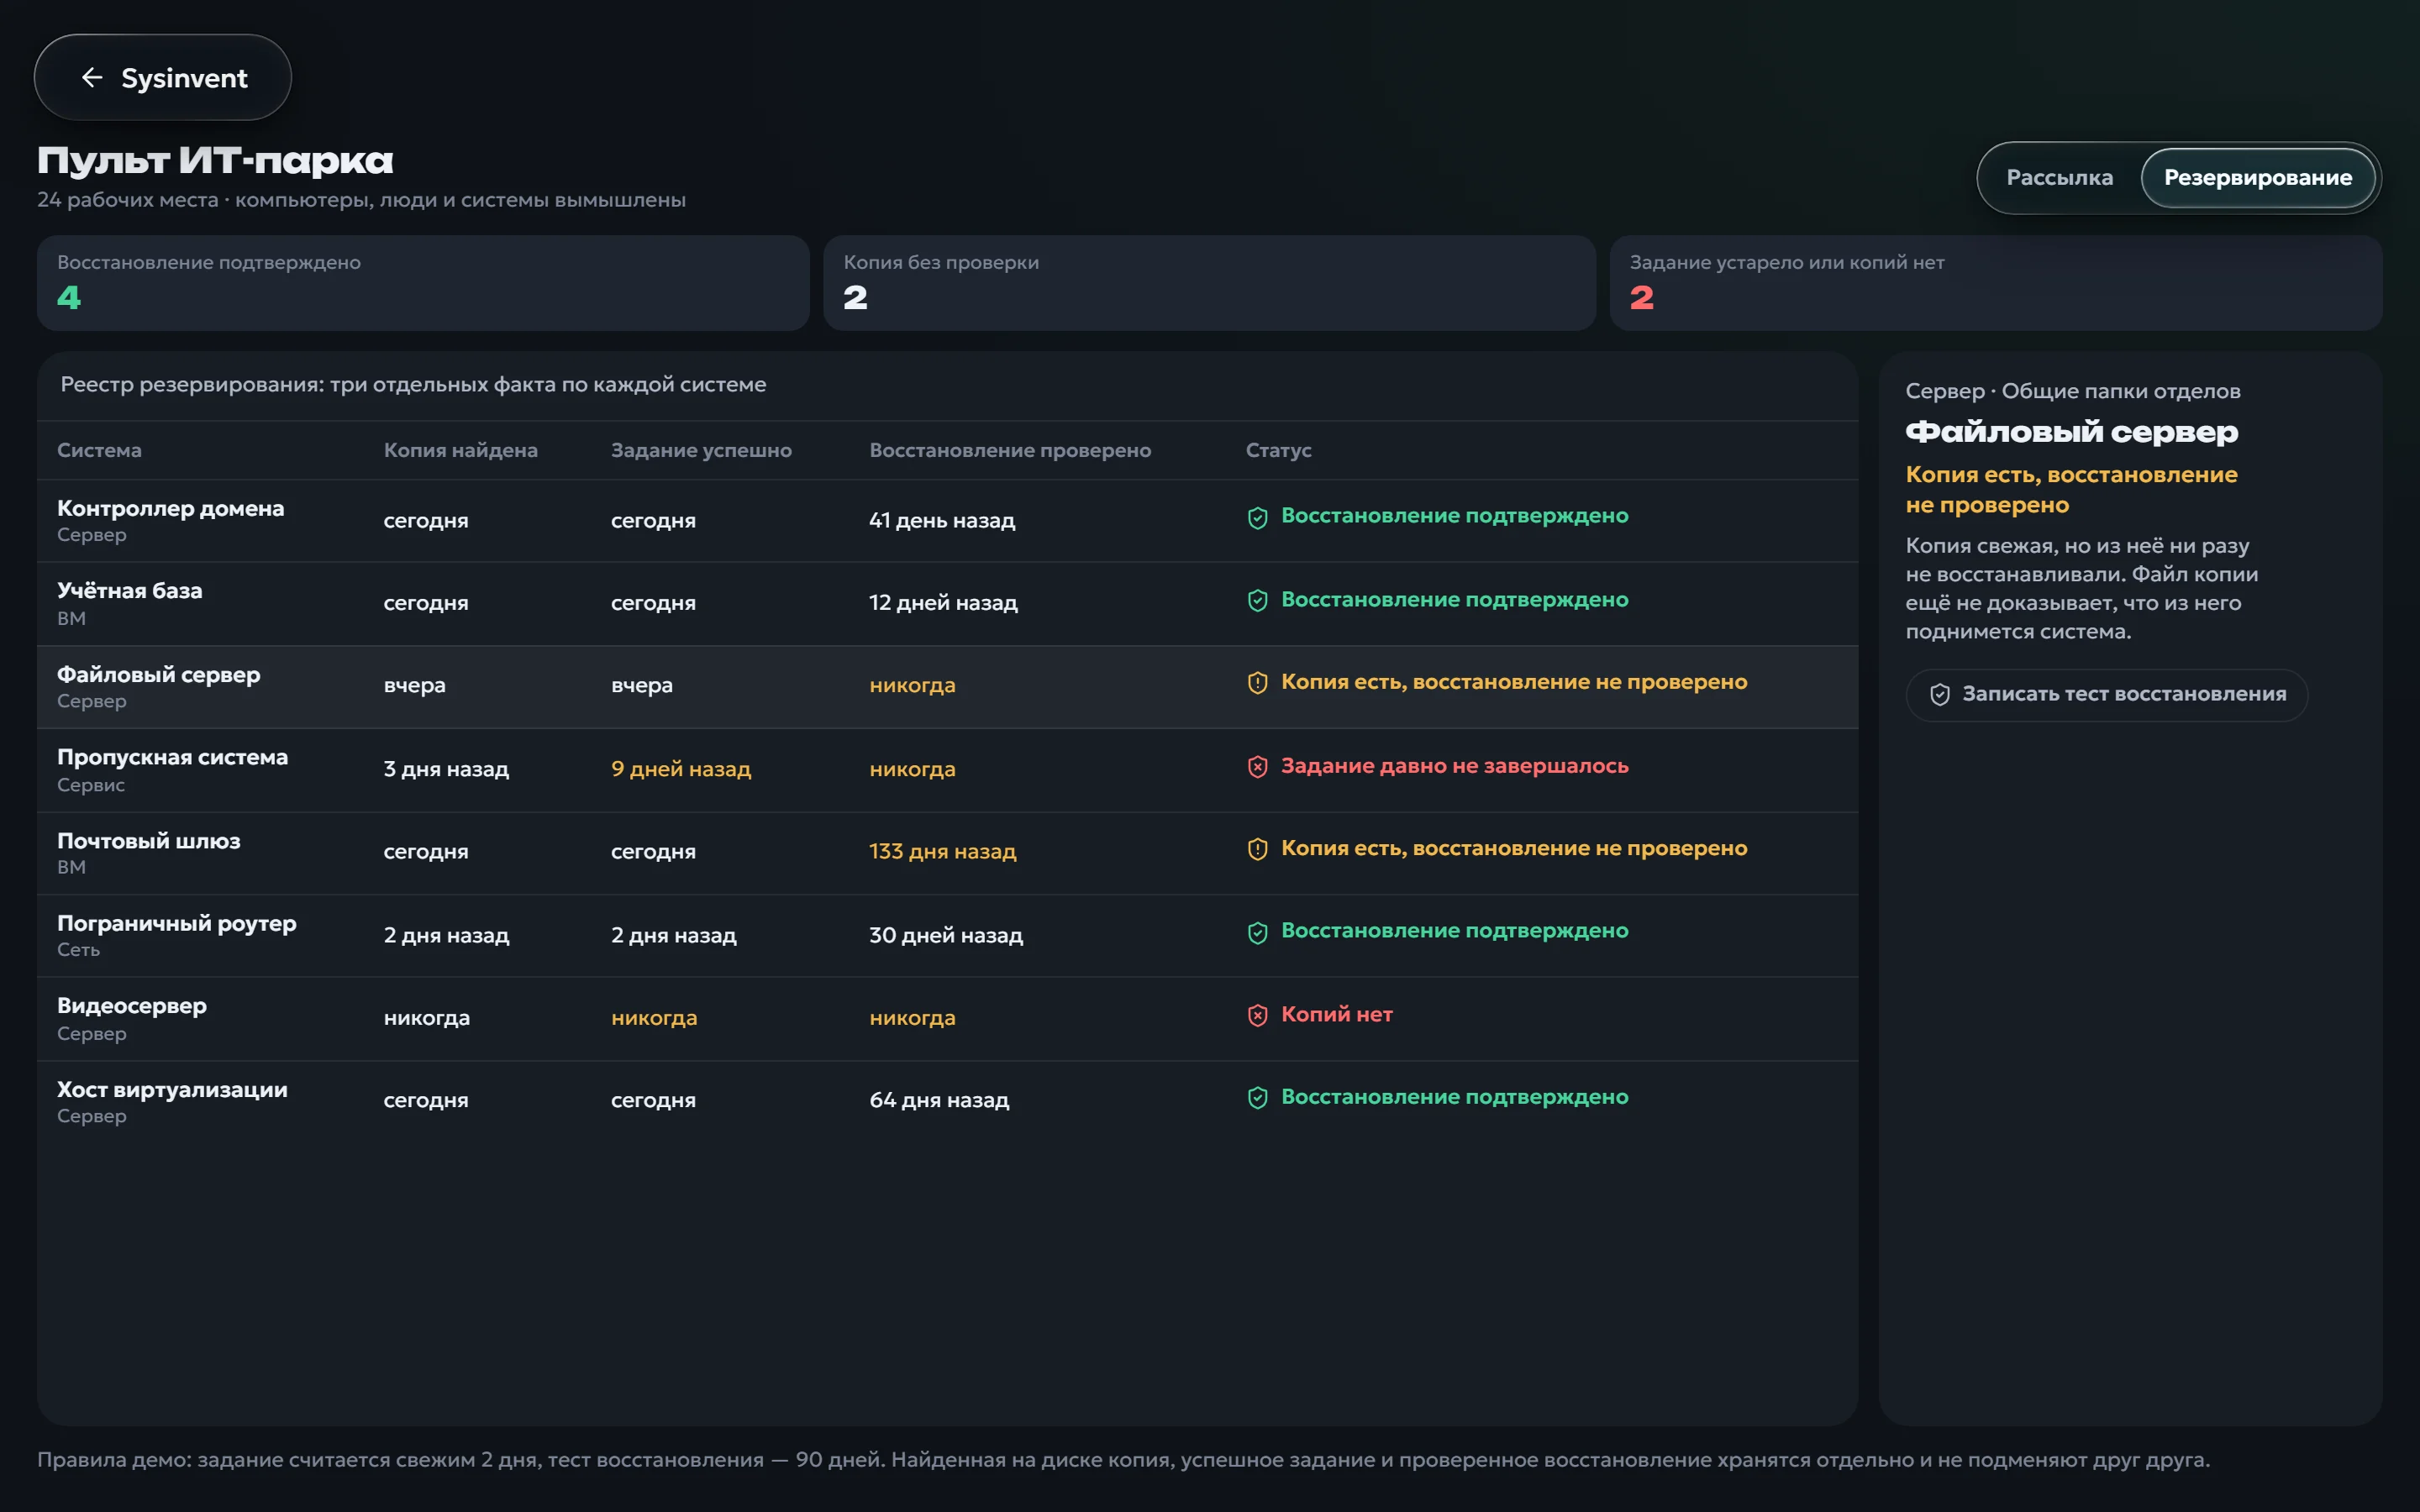 Sysinvent
Пульт ИТ-парка
24 рабочих места · компьютеры, люди и системы вымышлены
Рассылка Резервирование
Восстановление подтверждено
4
Копия без проверки
2
Задание устарело или копий нет
2
Реестр резервирования: три отдельных факта по каждой системе
Система Копия найдена Задание успешно Восстановление проверено Статус
Контроллер домена
Сервер
сегодня сегодня 41 день назад Восстановление подтверждено
Учётная база
ВМ
сегодня сегодня 12 дней назад Восстановление подтверждено
Файловый сервер
Сервер
вчера вчера никогда Копия есть, восстановление не проверено
Пропускная система
Сервис
3 дня назад 9 дней назад никогда Задание давно не завершалось
Почтовый шлюз
ВМ
сегодня сегодня 133 дня назад Копия есть, восстановление не проверено
Пограничный роутер
Сеть
2 дня назад 2 дня назад 30 дней назад Восстановление подтверждено
Видеосервер
Сервер
никогда никогда никогда Копий нет
Хост виртуализации
Сервер
сегодня сегодня 64 дня назад Восстановление подтверждено
Сервер · Общие папки отделов
Файловый сервер
Копия есть, восстановление
не проверено
Копия свежая, но из неё ни разу
не восстанавливали. Файл копии
ещё не доказывает, что из него
поднимется система.
Записать тест восстановления
Правила демо: задание считается свежим 2 дня, тест восстановления — 90 дней. Найденная на диске копия, успешное задание и проверенное восстановление хранятся отдельно и не подменяют друг друга.